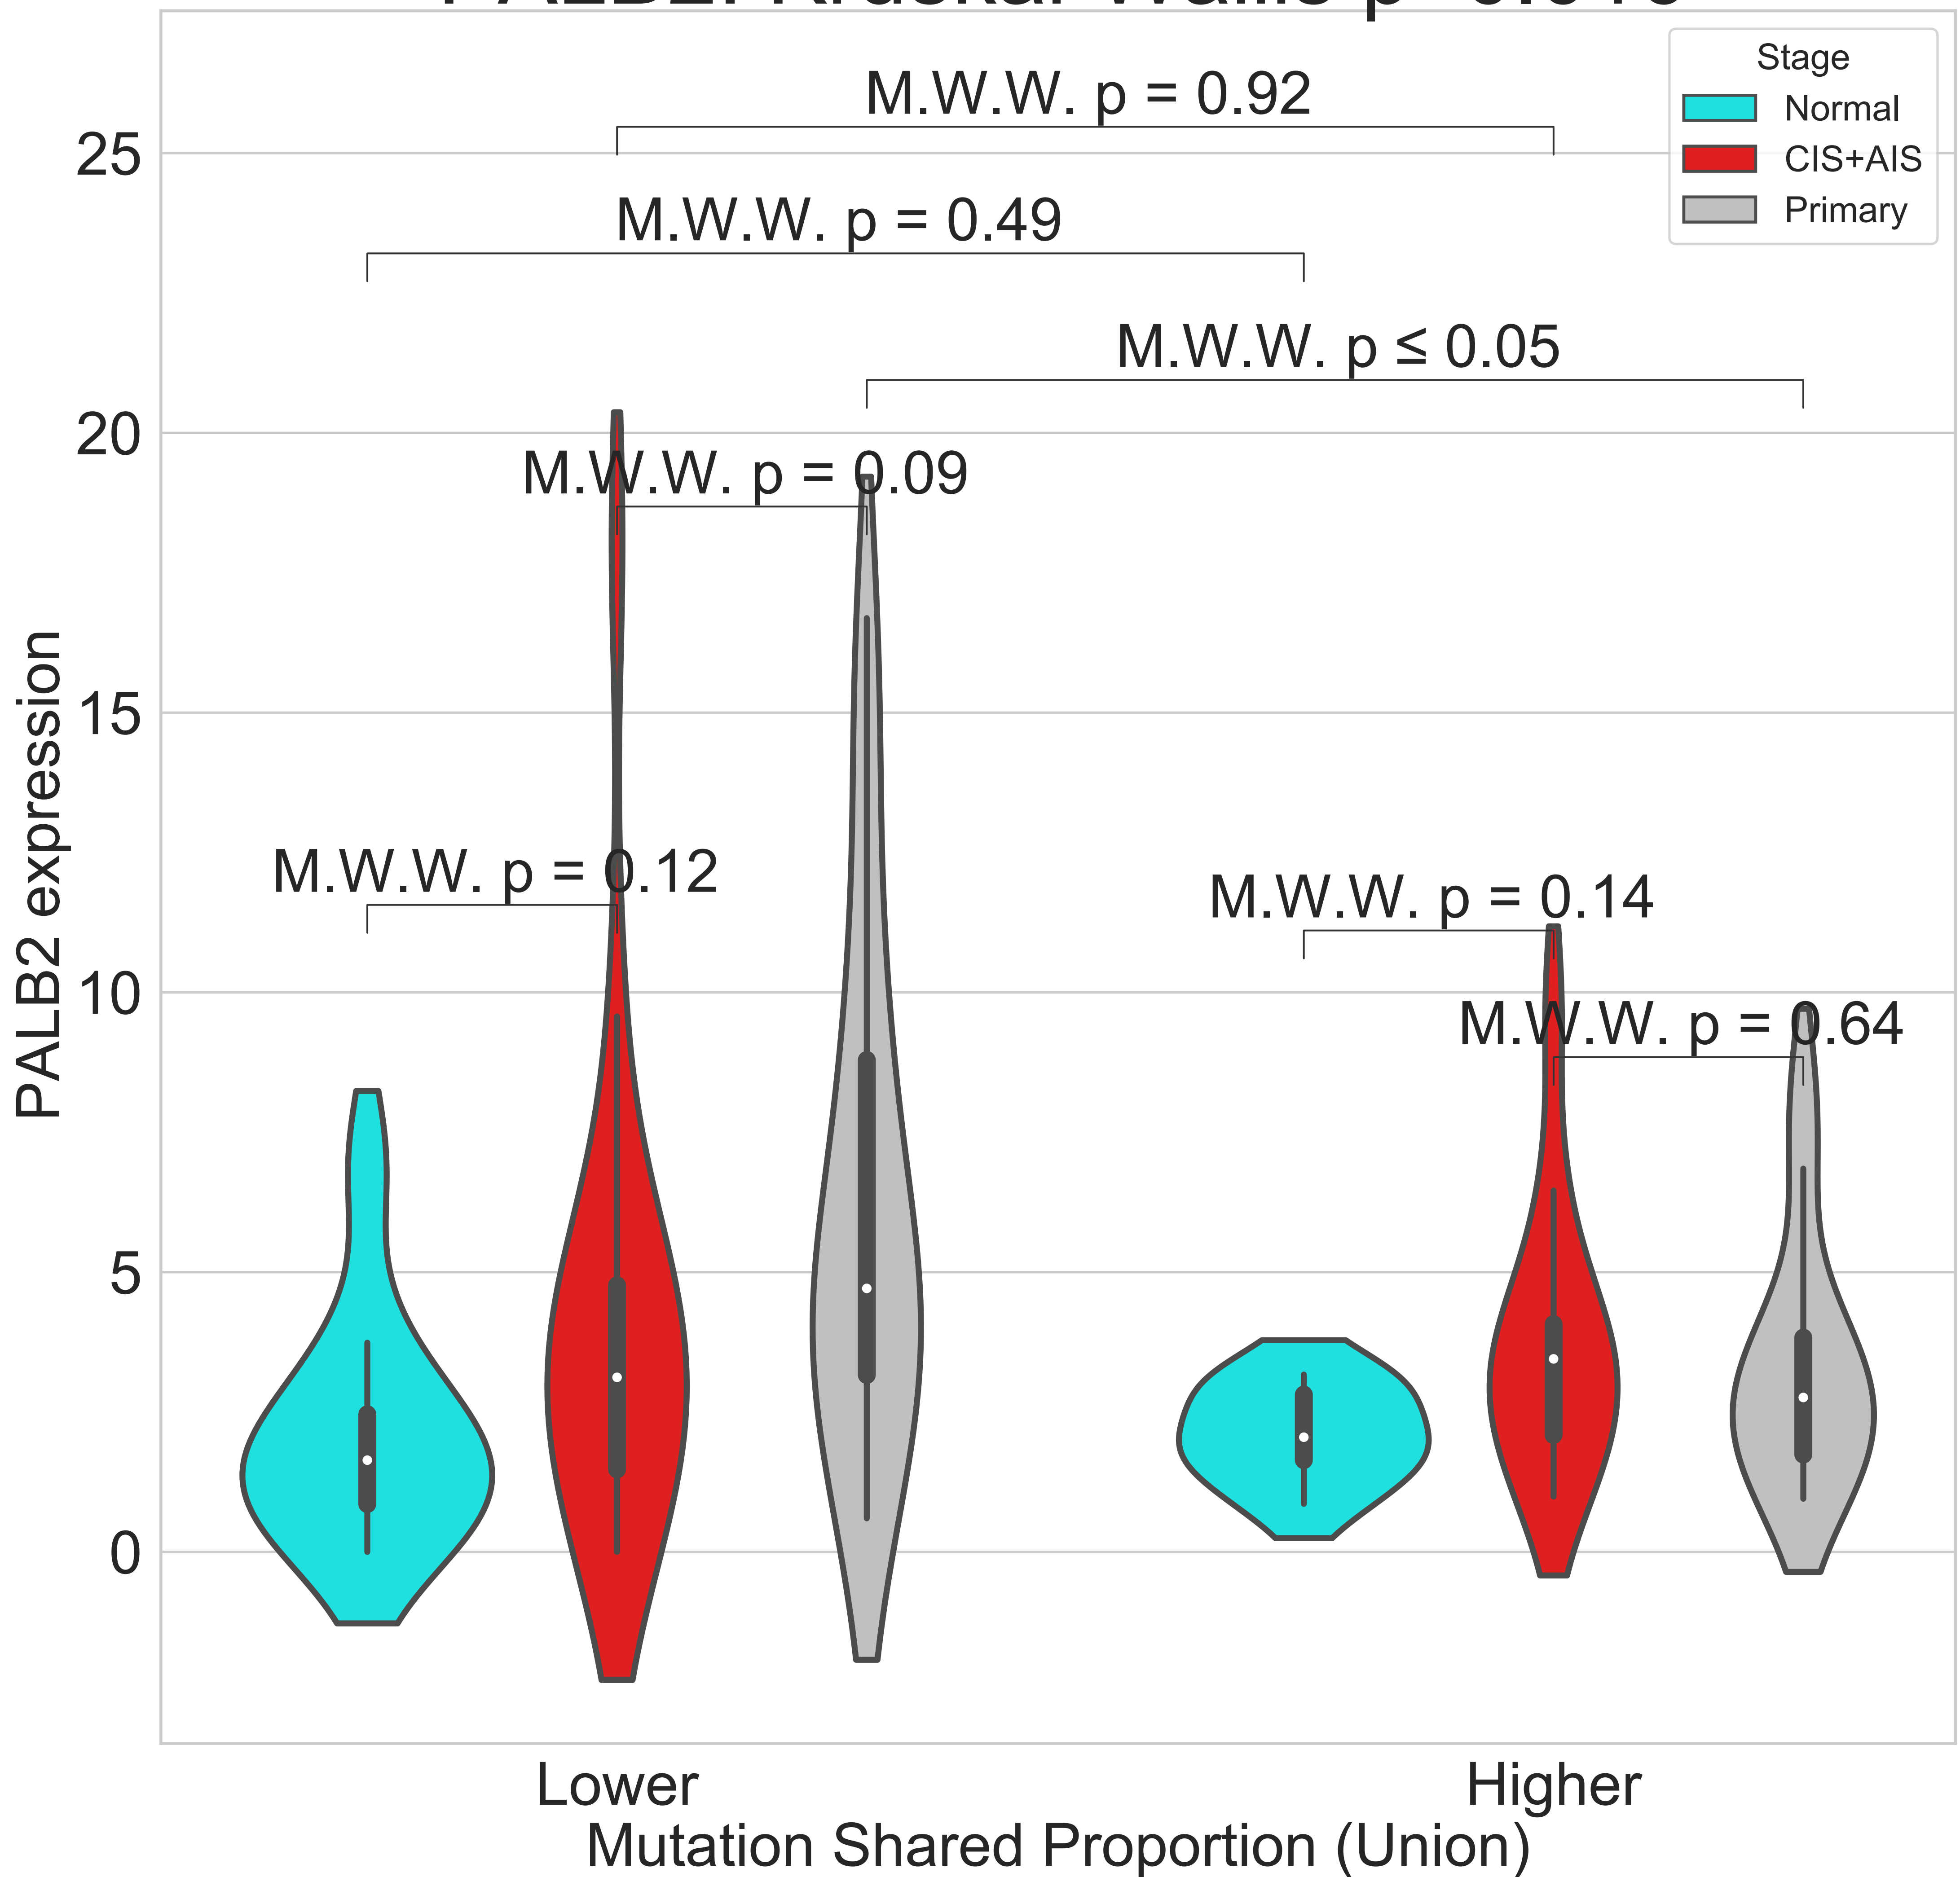 Stage
Normal
CIS+AIS
Primary
M.W.W. p = 0.92
M.W.W. p = 0.49
M.W.W. p ≤ 0.05
M.W.W. p = 0.09
M.W.W. p = 0.12
M.W.W. p = 0.14
M.W.W. p = 0.64
25
20
15
10
5
0
PALB2 expression
Lower
Higher
Mutation Shared Proportion (Union)